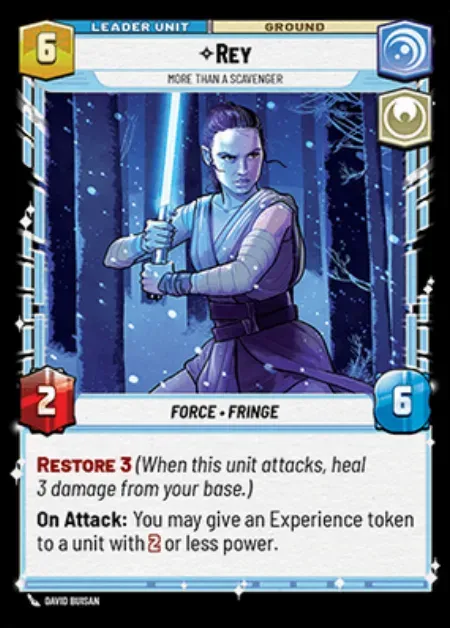 6
LEADER UNIT
GROUND
REY
MORE THAN A SCAVENGER
2
FORCE • FRINGE
6
RESTORE 3 (When this unit attacks, heal
3 damage from your base.)
On Attack: You may give an Experience token
to a unit with 2 or less power.
DAVID BUISAN